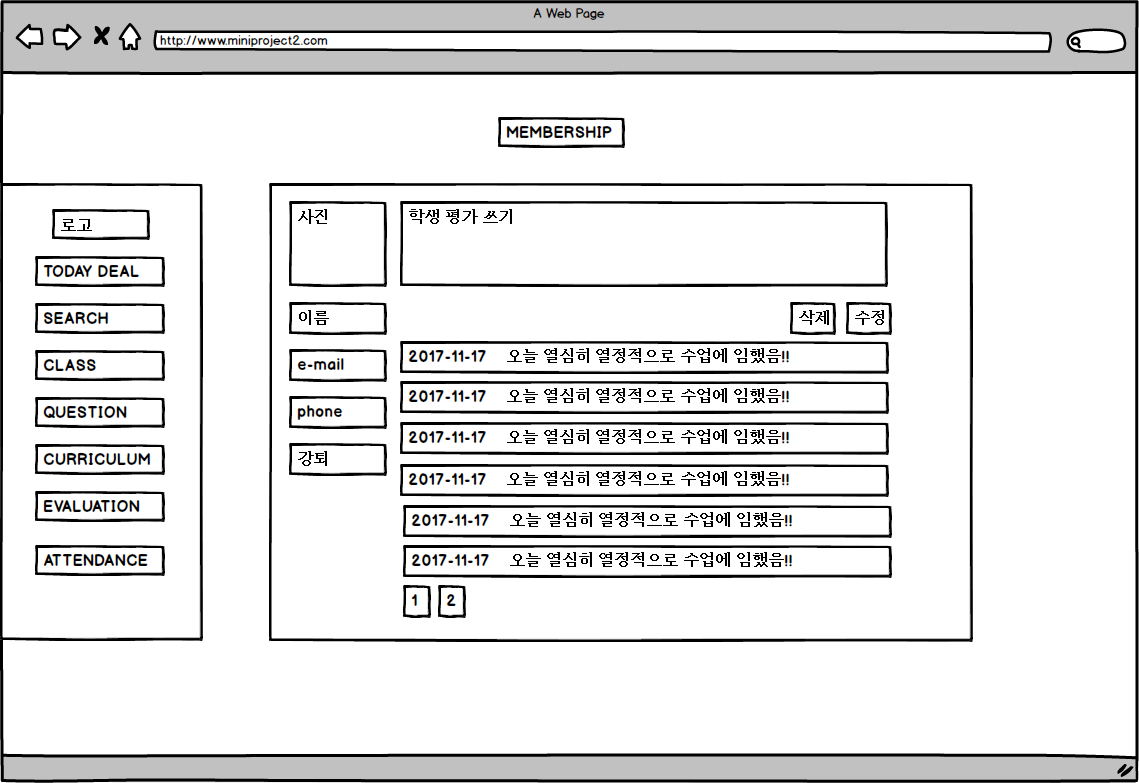 A Web Page
http://www.miniproject2.com
MEMBERSHIP
로고
TODAY DEAL
SEARCH
CLASS
QUESTION
CURRICULUM
EVALUATION
ATTENDANCE
사진
이름
e-mail
phone
강퇴
학생 평가 쓰기
삭제 수정
2017-11-17 오늘 열심히 열정적으로 수업에 임했음!!
2017-11-17 오늘 열심히 열정적으로 수업에 임했음!!
2017-11-17 오늘 열심히 열정적으로 수업에 임했음!!
2017-11-17 오늘 열심히 열정적으로 수업에 임했음!!
2017-11-17 오늘 열심히 열정적으로 수업에 임했음!!
2017-11-17 오늘 열심히 열정적으로 수업에 임했음!!
1 2